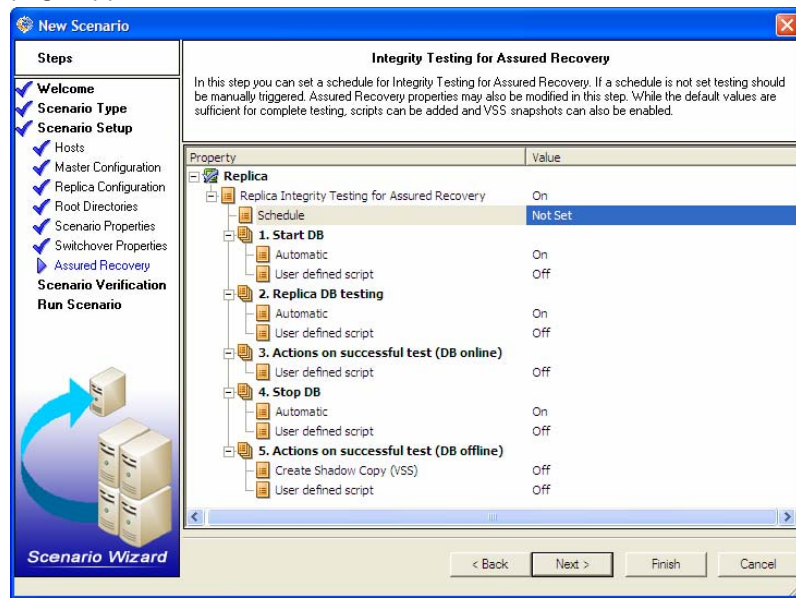 New Scenario
Steps
Welcome
Scenario Type
Scenario Setup
Hosts
Master Configuration
Replica Configuration
Root Directories
Scenario Properties
Switchover Properties
Assured Recovery
Scenario Verification
Run Scenario
Scenario Wizard
Integrity Testing for Assured Recovery
In this step you can set a schedule for Integrity Testing for Assured Recovery. If a schedule is not set testing should
be manually triggered. Assured Recovery properties may also be modified in this step. While the default values are
sufficient for complete testing, scripts can be added and VSS snapshots can also be enabled.
Property Value
Replica
Replica Integrity Testing for Assured Recovery On
Schedule Not Set
1. Start DB
Automatic On
User defined script Off
2. Replica DB testing
Automatic On
User defined script Off
3. Actions on successful test (DB online)
User defined script Off
4. Stop DB
Automatic On
User defined script Off
5. Actions on successful test (DB offline)
Create Shadow Copy (VSS) Off
User defined script Off
< Back Next > Finish Cancel